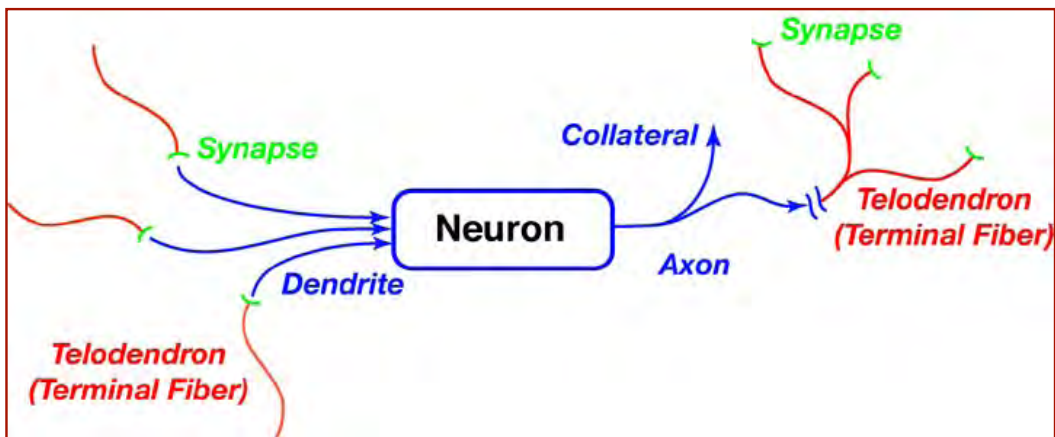 Synapse
Collateral
Synapse
Neuron
Telodendron
(Terminal Fiber)
Axon
Dendrite
Telodendron
(Terminal Fiber)